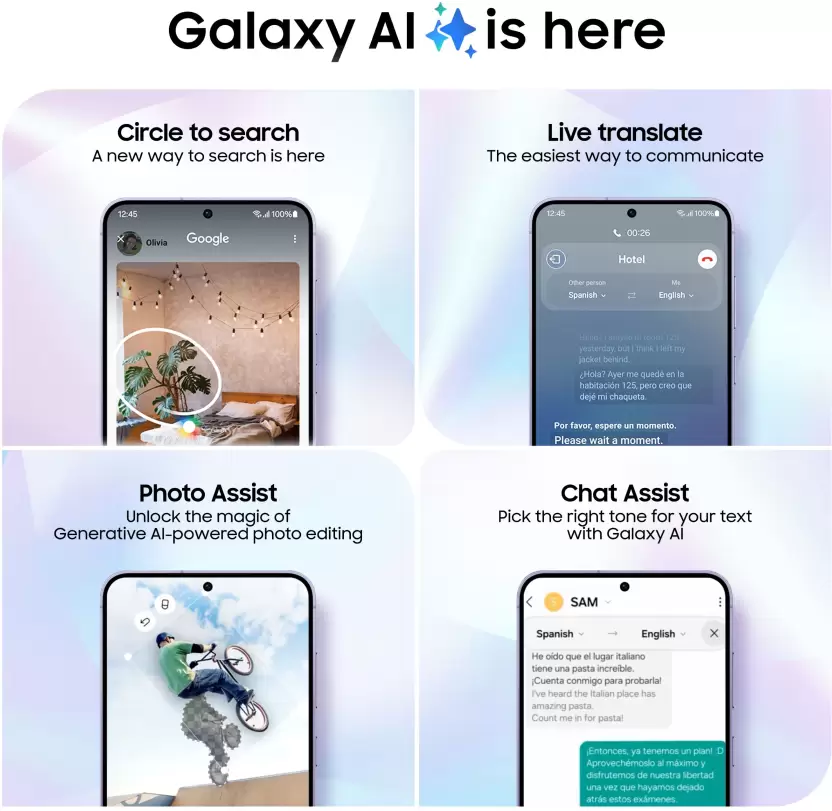 Galaxy AI is here
Circle to search
A new way to search is here
12:45
100%
Olivia
Google
Live translate
The easiest way to communicate
12:45
100%
00:26
Hotel
Other person
Me
Spanish
English
Hello? I stayed in room 125
yesterday, but I think I left my
jacket behind.
¿Hola? Ayer me quedé en la
habitación 125, pero creo que
dejé mi chaqueta.
Por favor, espere un momento.
Please wait a moment.
Photo Assist
Unlock the magic of
Generative AI-powered photo editing
Chat Assist
Pick the right tone for your text
with Galaxy AI
S
SAM
Spanish
English
He oído que el lugar italiano
tiene una pasta increíble.
¡Cuenta conmigo para probarla!
I've heard the Italian place has
amazing pasta.
Count me in for pasta!
¡Entonces, ya tenemos un plan! :D
Aprovechémoslo al máximo y
disfrutemos de nuestra libertad
una vez que hayamos dejado
atrás estos exámenes.